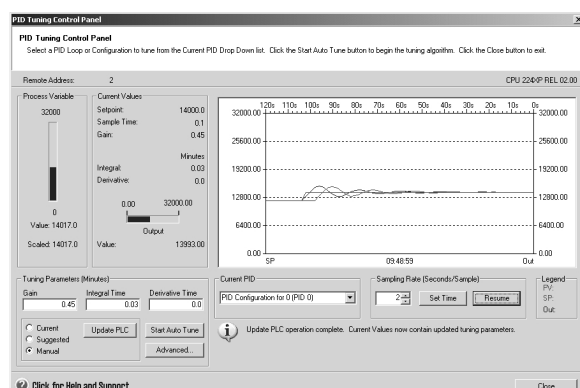 PID Tuning Control Panel
PID Tuning Control Panel
Select a PID Loop or Configuration to tune from the Current PID Drop Down list. Click the Start Auto Tune button to begin the tuning algorithm. Click the Close button to exit.
Remote Address: 2 CPU 224XP REL 02.00
Process Variable
32000
0
Value: 14017.0
Scaled: 14017.0
Current Values
Setpoint: 14000.0
Sample Time: 0.1
Gain: 0.45
Minutes
Integral: 0.03
Derivative: 0.0
0.00 32000.00
Output
Value: 13993.00
120s 110s 100s 90s 80s 70s 60s 50s 40s 30s 20s 10s 0s
32000.00 32000.00
25600.00 25600.00
19200.00 19200.00
12800.00 12800.00
6400.00 6400.00
0.00 0.00
SP 09:48:59 Out
Tuning Parameters (Minutes)
Gain Integral Time Derivative Time
0.45 0.03 0.0
Current
Suggested
Manual
Update PLC
Start Auto Tune
Advanced...
Current PID
PID Configuration for 0 (PID 0)
Sampling Rate (Seconds/Sample)
2 Set Time Resume
Legend
PV:
SP:
Out:
Update PLC operation complete. Current Values now contain updated tuning parameters.
Click for Help and Support
Close